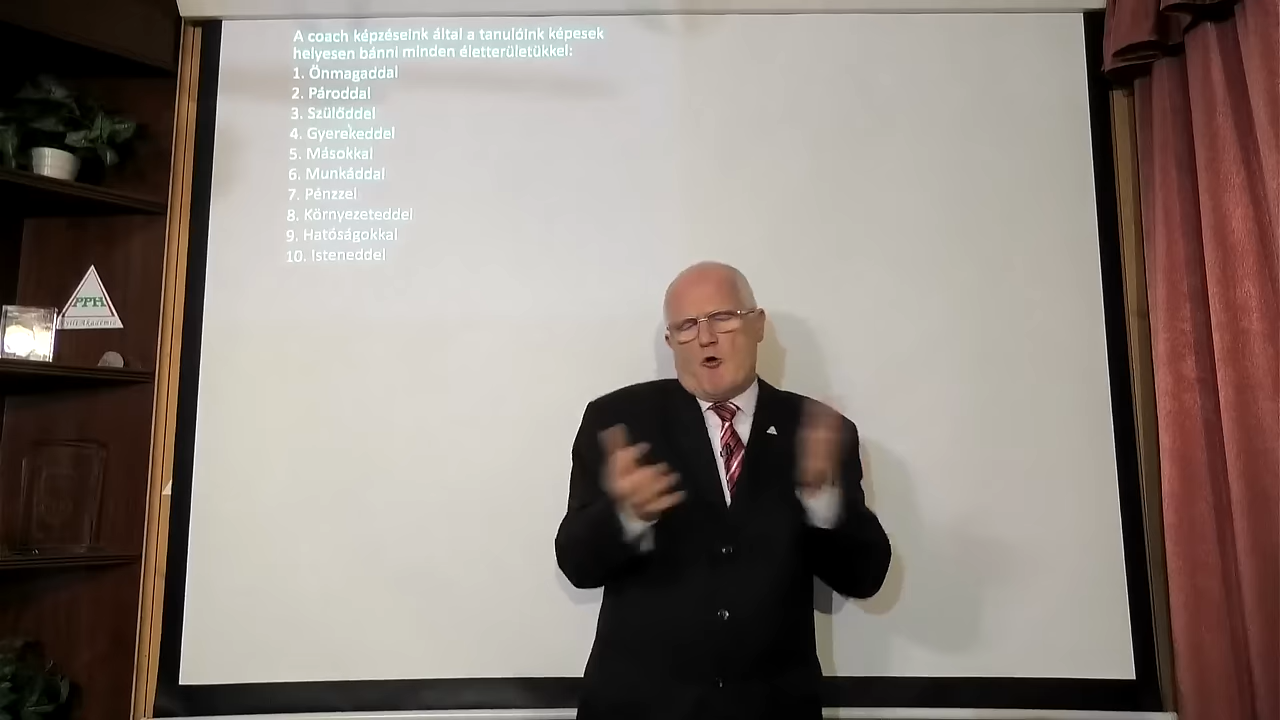 A coach képzéseink által a tanulóink képesek
helyesen bánni minden életterületükkel:
1. Önmagaddal
2. Pároddal
3. Szülőddel
4. Gyerekeddel
5. Másokkal
6. Munkáddal
7. Pénzzel
8. Környezeteddel
9. Hatóságokkal
10. Isteneddel
PPH
Akadémia